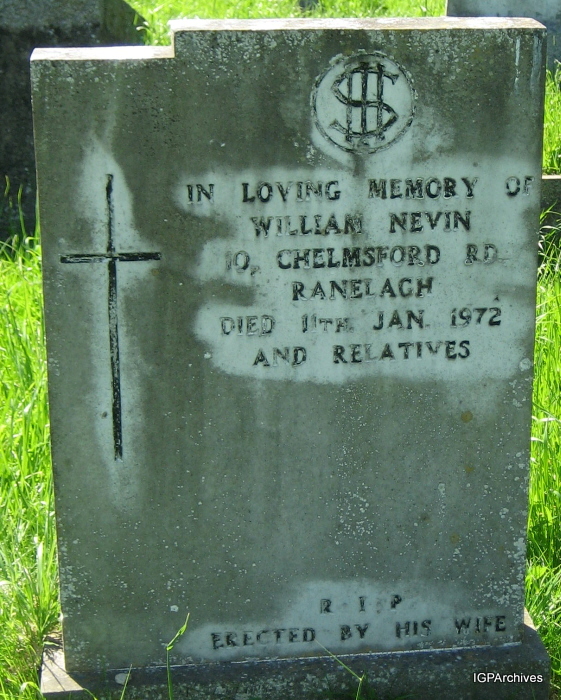 IHS
IN LOVING MEMORY OF
WILLIAM NEVIN
10, CHELMSFORD RD
RANELAGH
DIED 11TH. JAN. 1972
AND RELATIVES
R I P
ERECTED BY HIS WIFE
IGPArchives